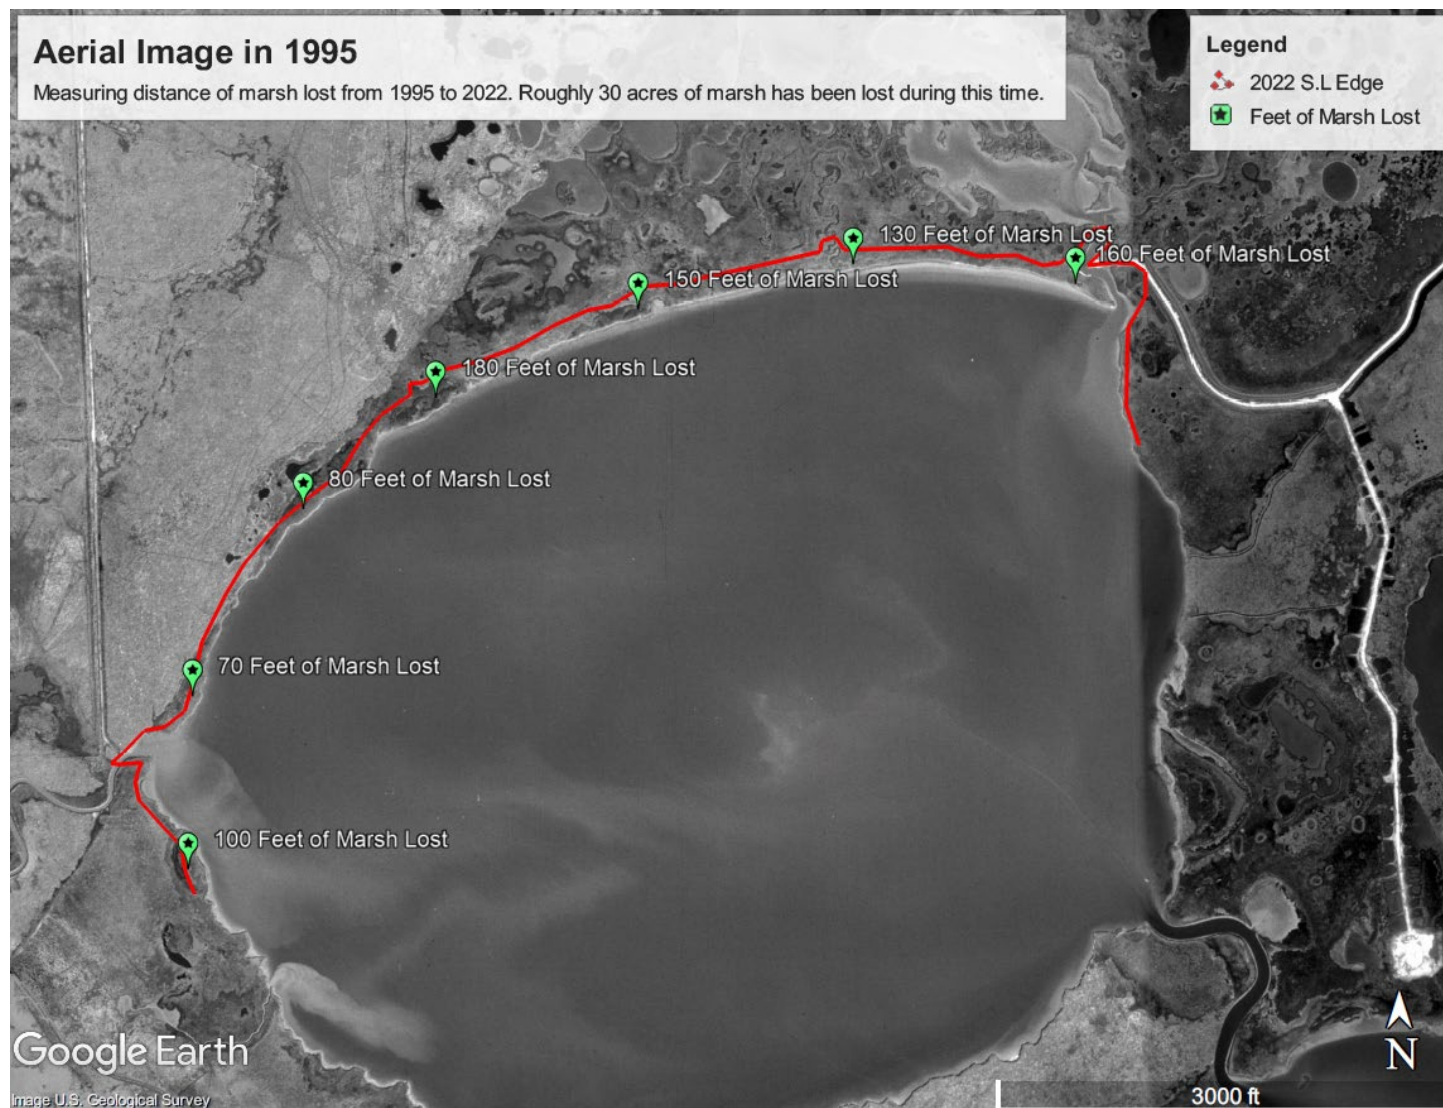 Aerial Image in 1995
Measuring distance of marsh lost from 1995 to 2022. Roughly 30 acres of marsh has been lost during this time.
Legend
2022 S.L Edge
Feet of Marsh Lost
130 Feet of Marsh Lost
160 Feet of Marsh Lost
150 Feet of Marsh Lost
180 Feet of Marsh Lost
80 Feet of Marsh Lost
70 Feet of Marsh Lost
100 Feet of Marsh Lost
Google Earth
N
Image U.S. Geological Survey
3000 ft